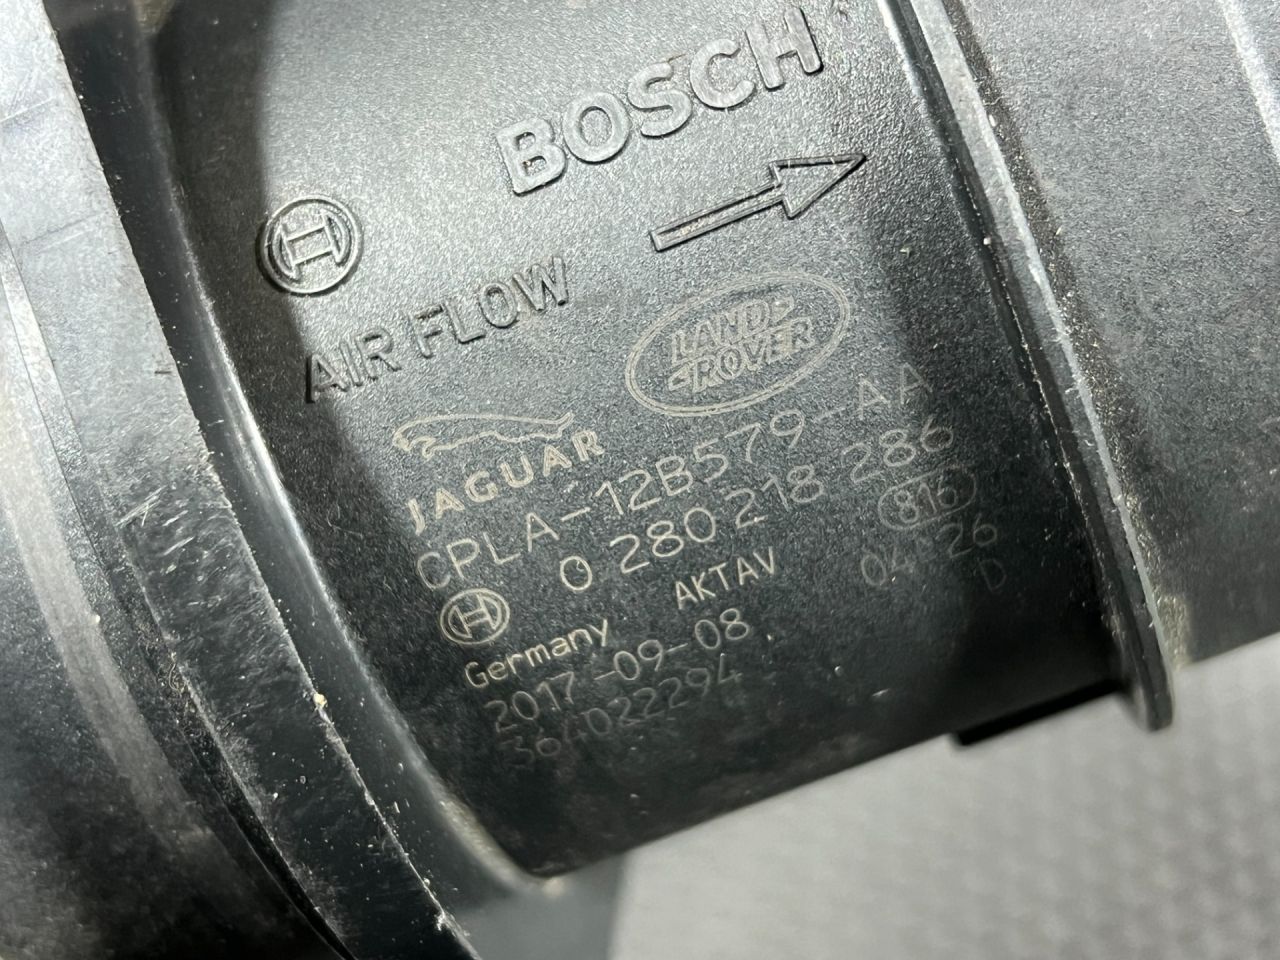 BOSCH
AIR FLOW
LAND
ROVER
JAGUAR
CPLA-12B579-AA
0 280 218 286
816
Germany
AKTAV
26
D
2017-09-08
364022294